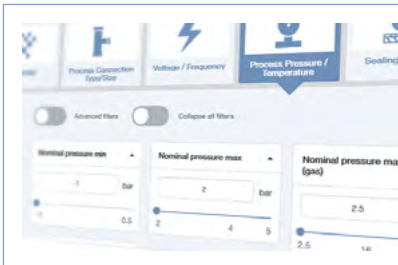 Process Connection
Type/Size
Voltage / Frequency
Process Pressure /
Temperature
Sealing
Advanced filters
Collapse all filters
Nominal pressure min
-1
bar
-1
0.5
Nominal pressure max
2
bar
2
4
5
Nominal pressure ma
(gas)
2.5
2.5
16